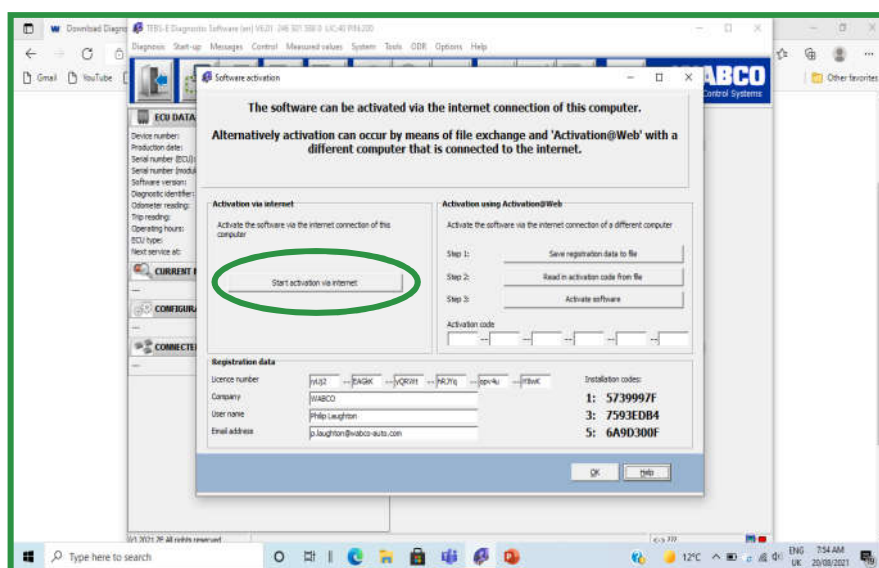 Download Diagno
TEBS-E Diagnostic Software (en)
Diagnosis Start-up Messages Control Measured values System Tools ODR Options Help
Gmail
YouTube
Other favorites
WABCO
Control Systems
ECU DATA
Device number:
Production date:
Serial number (ECU):
Serial number (modul
Software version:
Diagnostic identifier:
Odometer reading:
Trip reading:
Operating hours:
ECU type:
Next service at:
CURRENT
CONFIGURA
CONNECTE
Software activation
The software can be activated via the internet connection of this computer.
Alternatively activation can occur by means of file exchange and 'Activation@Web' with a
different computer that is connected to the internet.
Activation via internet
Activate the software via the internet connection of this
computer
Start activation via internet
Activation using Activation@Web
Activate the software via the internet connection of a different computer
Step 1:
Save registration data to file
Step 2:
Read in activation code from file
Step 3:
Activate software
Activation code
Registration data
Licence number
Company
WABCO
User name
Philip Laughton
Email address
p.laughton@wabco-auto.com
Installation codes:
1: 5739997F
3: 7593EDB4
5: 6A9D300F
OK
Help
Type here to search
12°C
ENG
UK
7:54 AM
20/08/2021